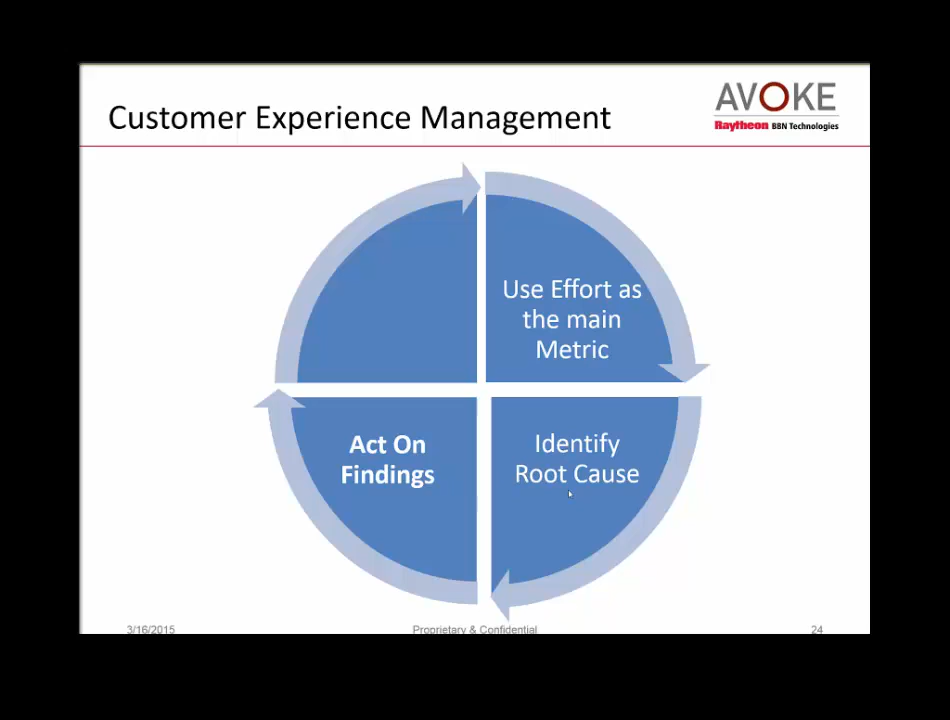 Customer Experience Management
AVOKE
Raytheon BBN Technologies
Use Effort as
the main
Metric
Act On
Findings
Identify
Root Cause
3/16/2015
Proprietary & Confidential
24